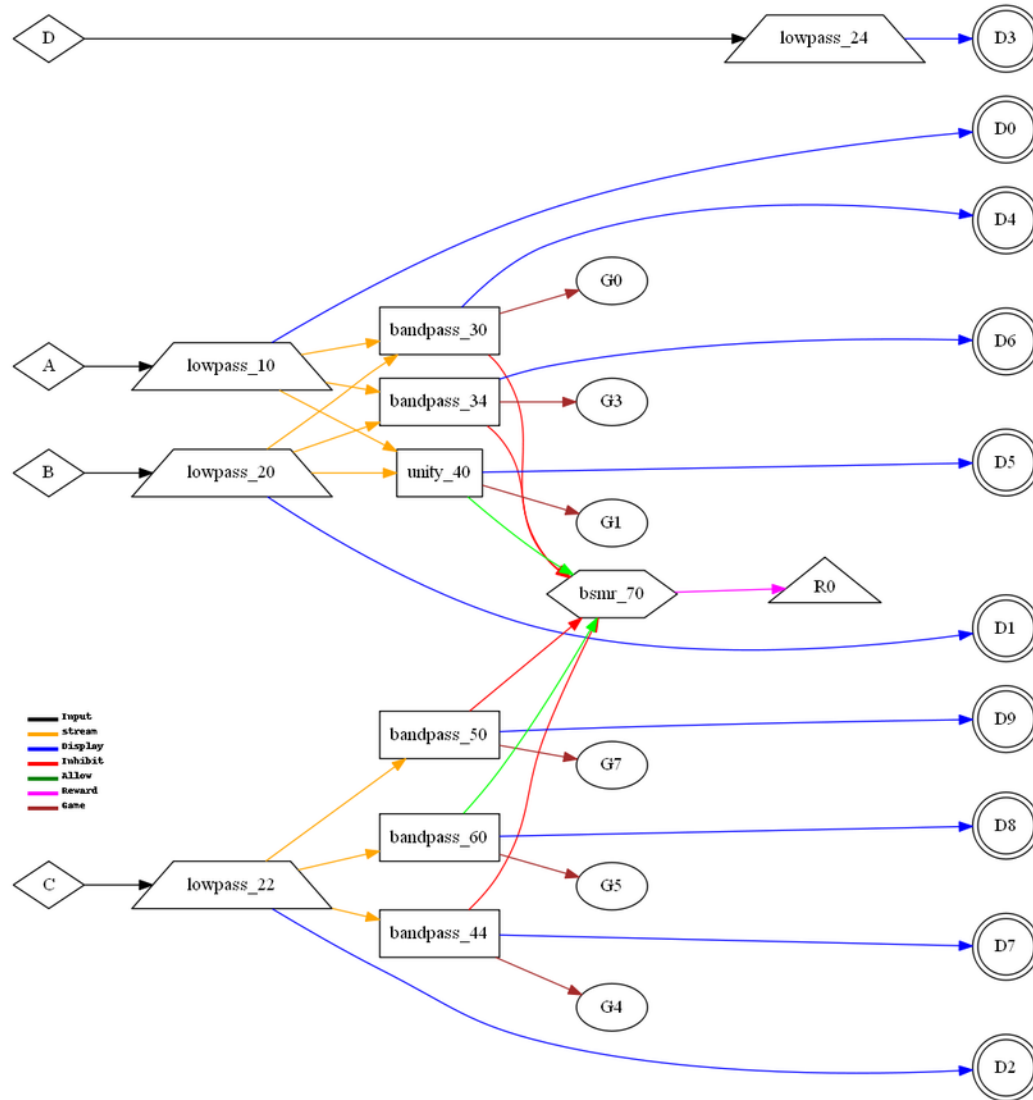 D
lowpass_24
D3
D0
D4
G0
bandpass_30
D6
A
lowpass_10
bandpass_34
G3
B
lowpass_20
unity_40
D5
G1
bsmr_70
R0
D1
Input
stream
Display
Inhibit
Allow
Reward
Game
bandpass_50
D9
G7
bandpass_60
D8
C
lowpass_22
G5
bandpass_44
D7
G4
D2